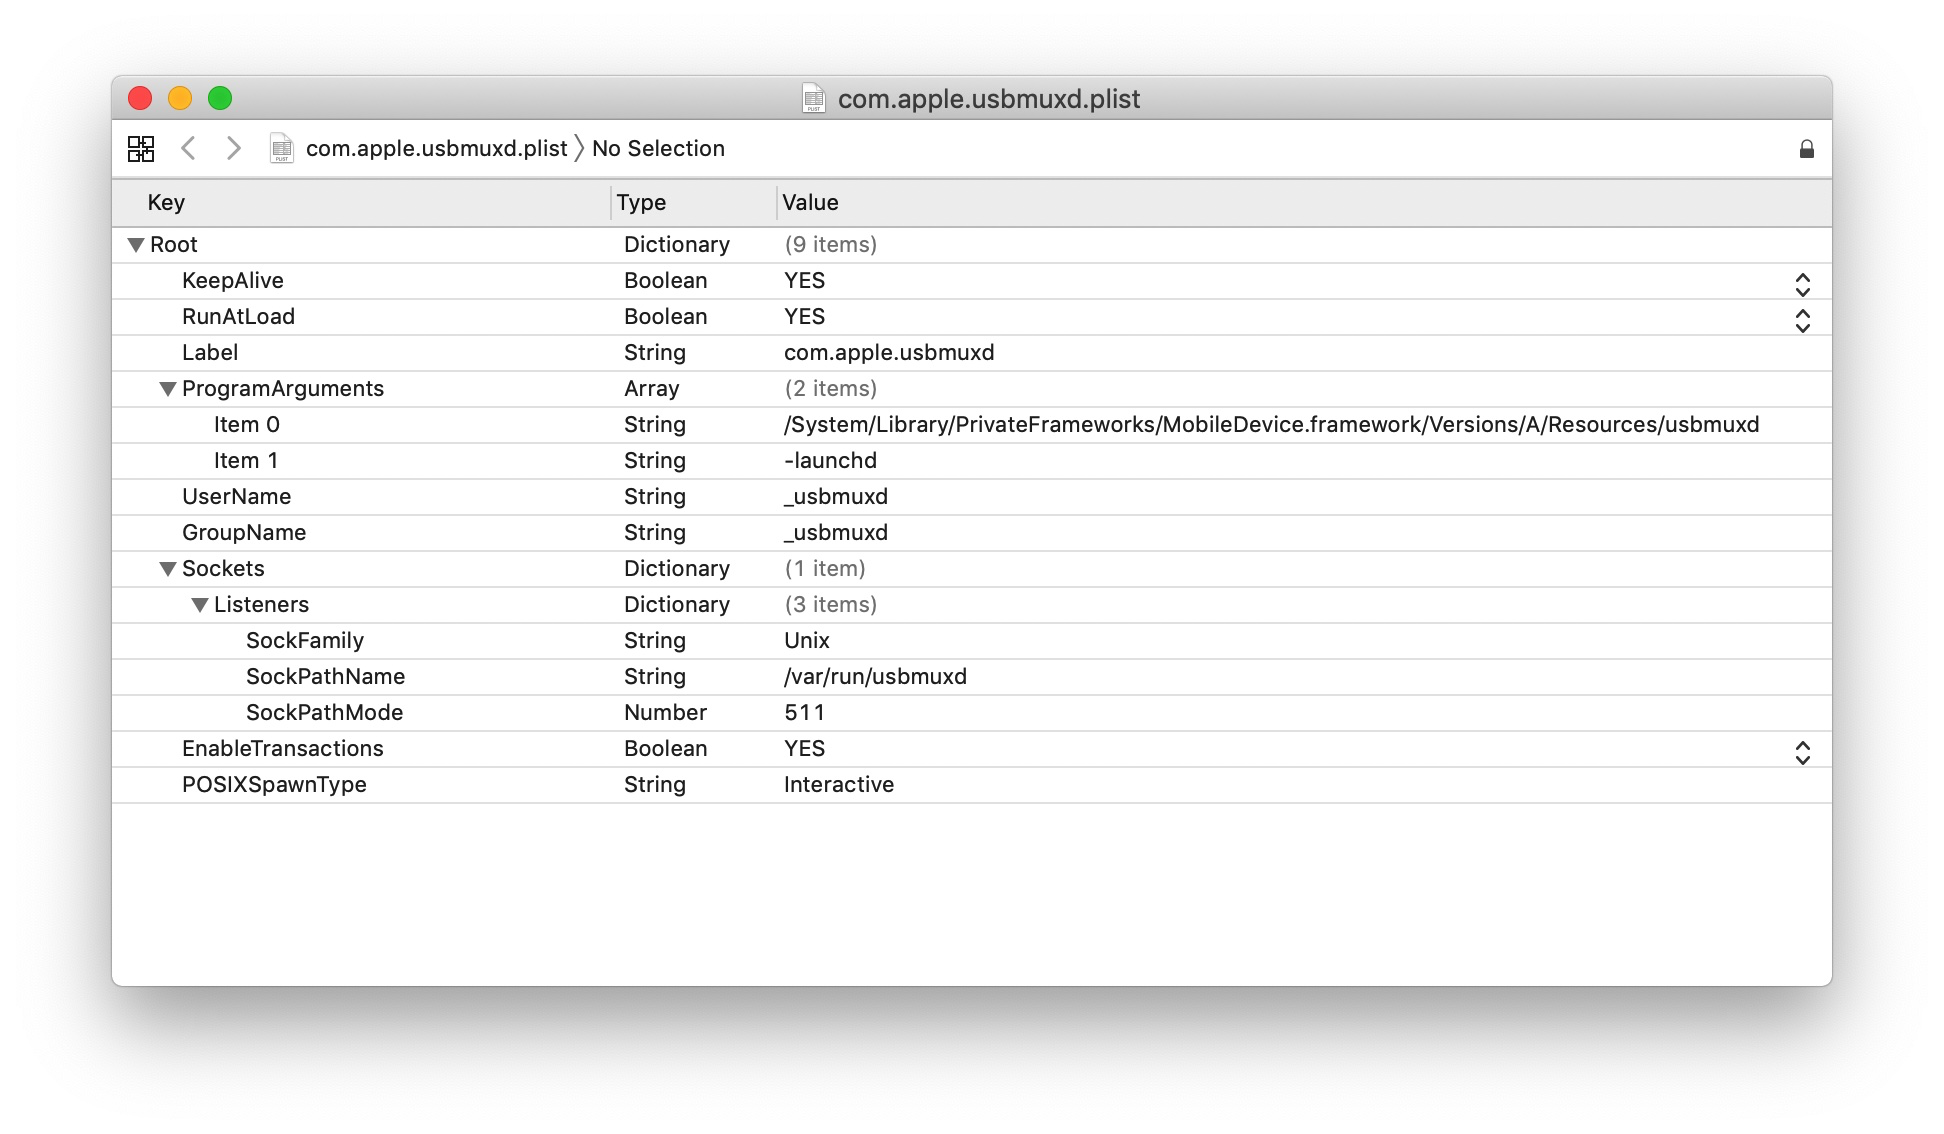 com.apple.usbmuxd.plist
com.apple.usbmuxd.plist No Selection
Key Type Value
Root Dictionary (9 items)
KeepAlive Boolean YES
RunAtLoad Boolean YES
Label String com.apple.usbmuxd
ProgramArguments Array (2 items)
Item 0 String /System/Library/PrivateFrameworks/MobileDevice.framework/Versions/A/Resources/usbmuxd
Item 1 String -launchd
UserName String _usbmuxd
GroupName String _usbmuxd
Sockets Dictionary (1 item)
Listeners Dictionary (3 items)
SockFamily String Unix
SockPathName String /var/run/usbmuxd
SockPathMode Number 511
EnableTransactions Boolean YES
POSIXSpawnType String Interactive